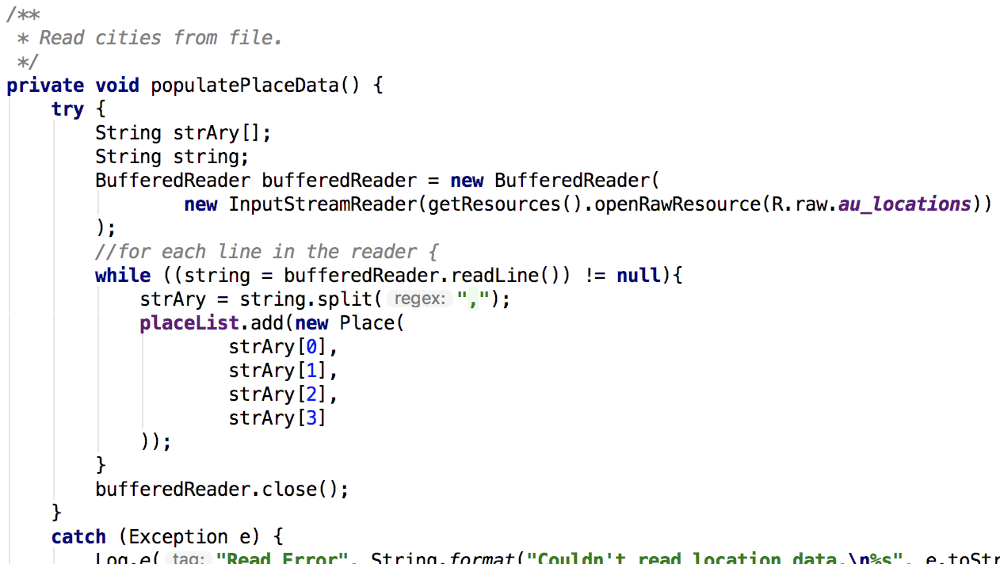 /**
 * Read cities from file.
 */
private void populatePlaceData() {
    try {
        String strAry[];
        String string;
        BufferedReader bufferedReader = new BufferedReader(
                new InputStreamReader(getResources().openRawResource(R.raw.au_locations))
        );
        //for each line in the reader {
        while ((string = bufferedReader.readLine()) != null){
            strAry = string.split( regex: ",");
            placeList.add(new Place(
                    strAry[0],
                    strAry[1],
                    strAry[2],
                    strAry[3]
            ));
        }
        bufferedReader.close();
    }
    catch (Exception e) {
        Log.e( tag: "Read Error", String.format("Couldn't read location data.\n%s", e.toStr